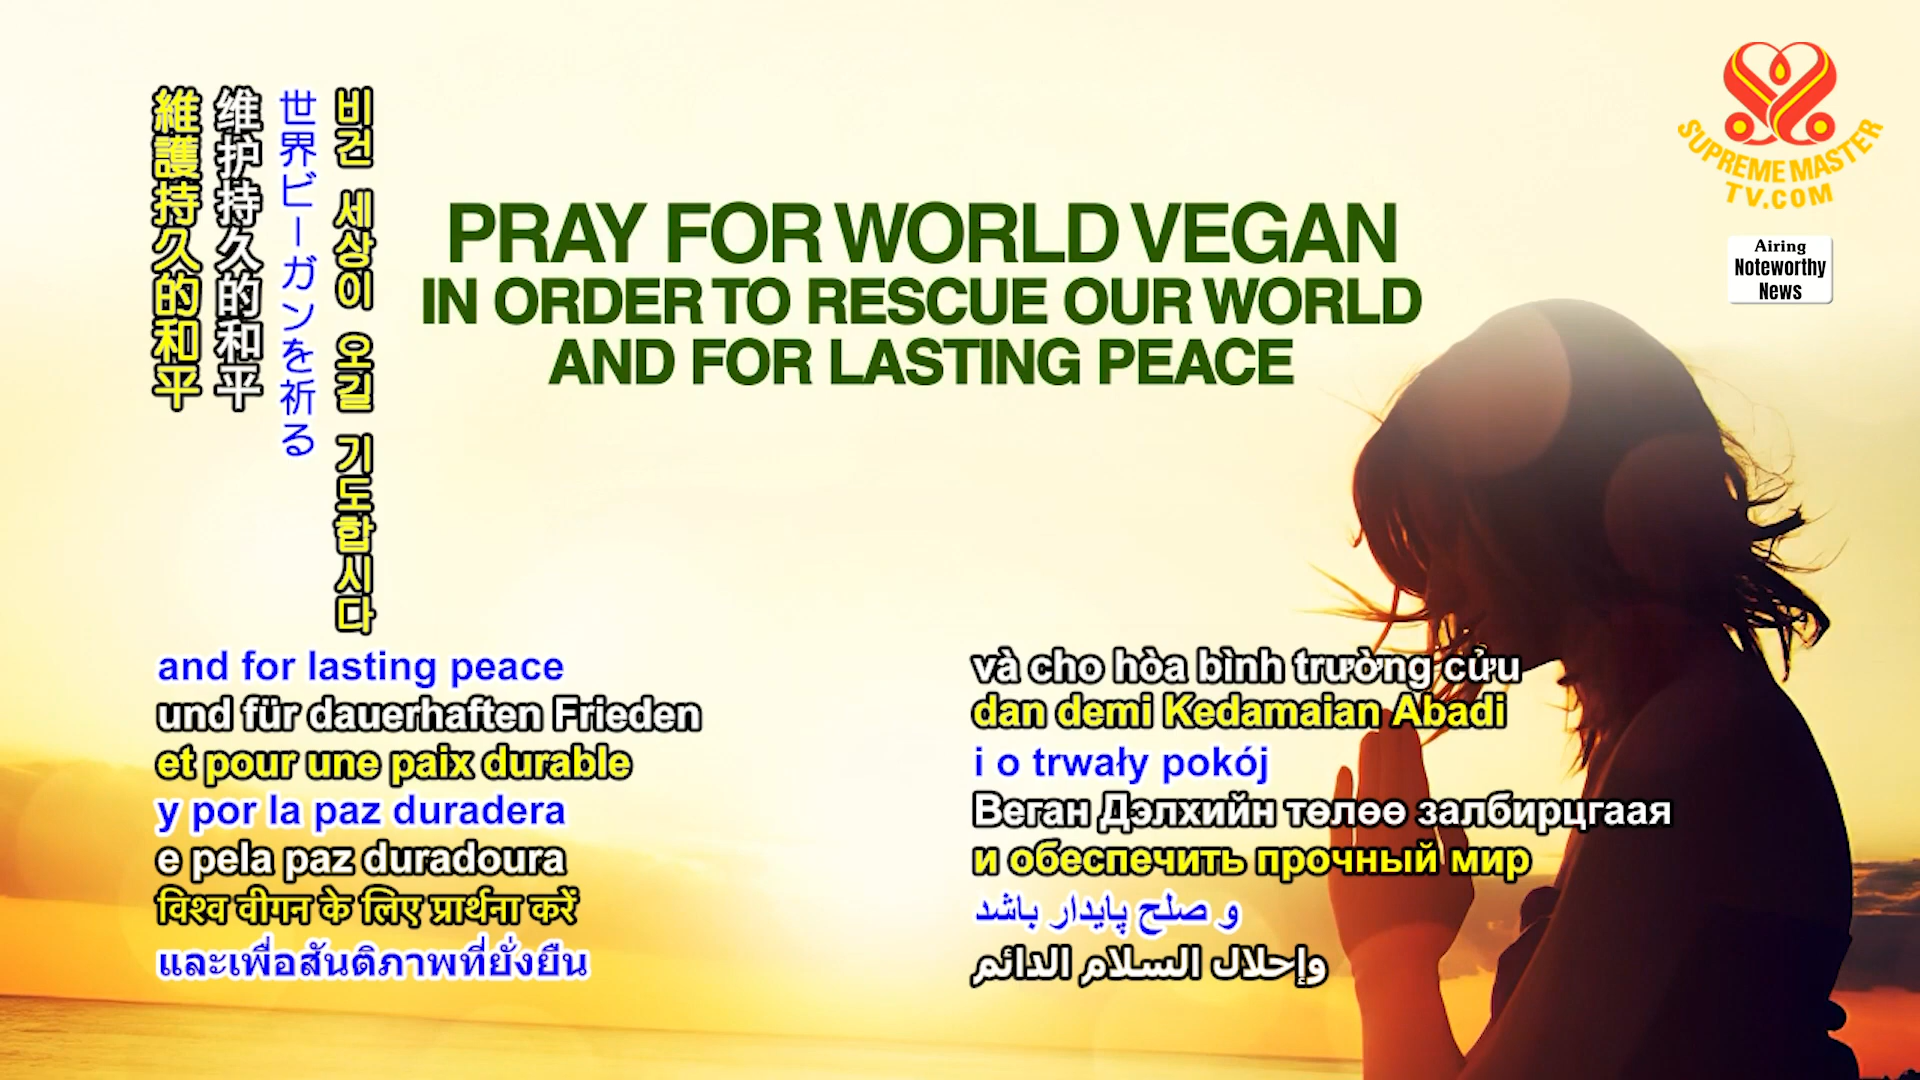 維護持久的和平
维护持久的和平
世界ビーガンを祈る
비건 세상이 오길 기도합시다
PRAY FOR WORLD VEGAN
IN ORDER TO RESCUE OUR WORLD
AND FOR LASTING PEACE
SUPREME MASTER
TV.COM
Airing
Noteworthy
News
and for lasting peace
und für dauerhaften Frieden
et pour une paix durable
y por la paz duradera
e pela paz duradoura
विश्व वीगन के लिए प्रार्थना करें
และเพื่อสันติภาพที่ยั่งยืน
và cho hòa bình trường cửu
dan demi Kedamaian Abadi
i o trwały pokój
Веган Дэлхийн төлөө залбирцгаая
и обеспечить прочный мир
و صلح پایدار باشد
وإحلال السلام الدائم